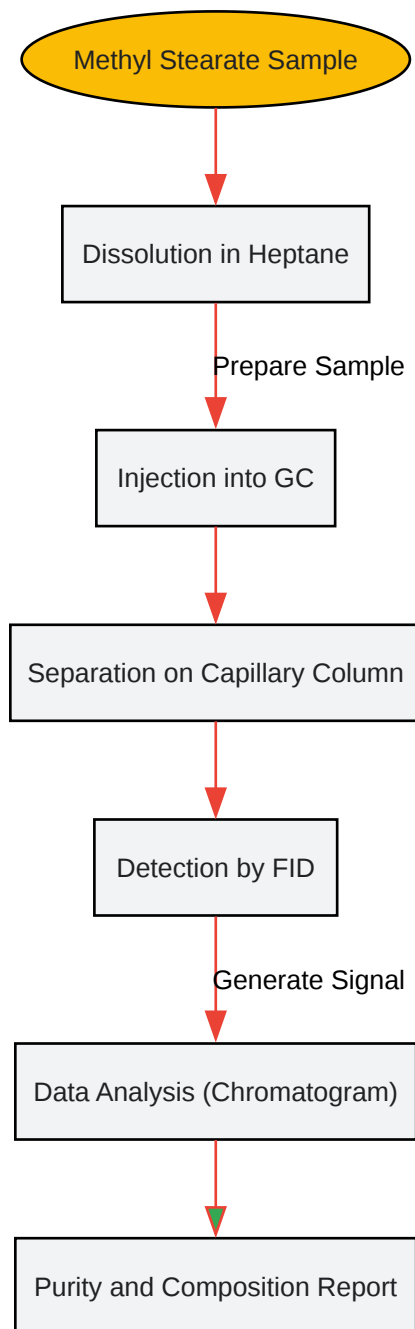 Methyl Stearate Sample
Dissolution in Heptane
Prepare Sample
Injection into GC
Separation on Capillary Column
Detection by FID
Generate Signal
Data Analysis (Chromatogram)
Purity and Composition Report